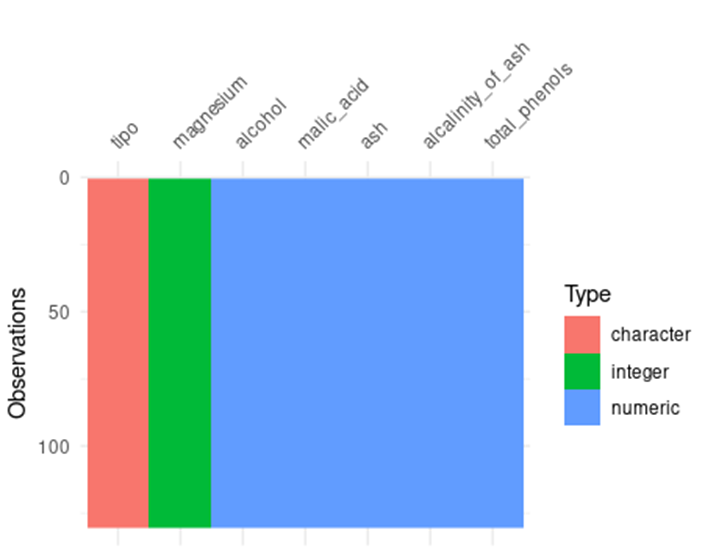 tipo
magnesium
alcohol
malic_acid
ash
alcalinity_of_ash
total_phenols
0
50
100
Observations
Type
character
integer
numeric